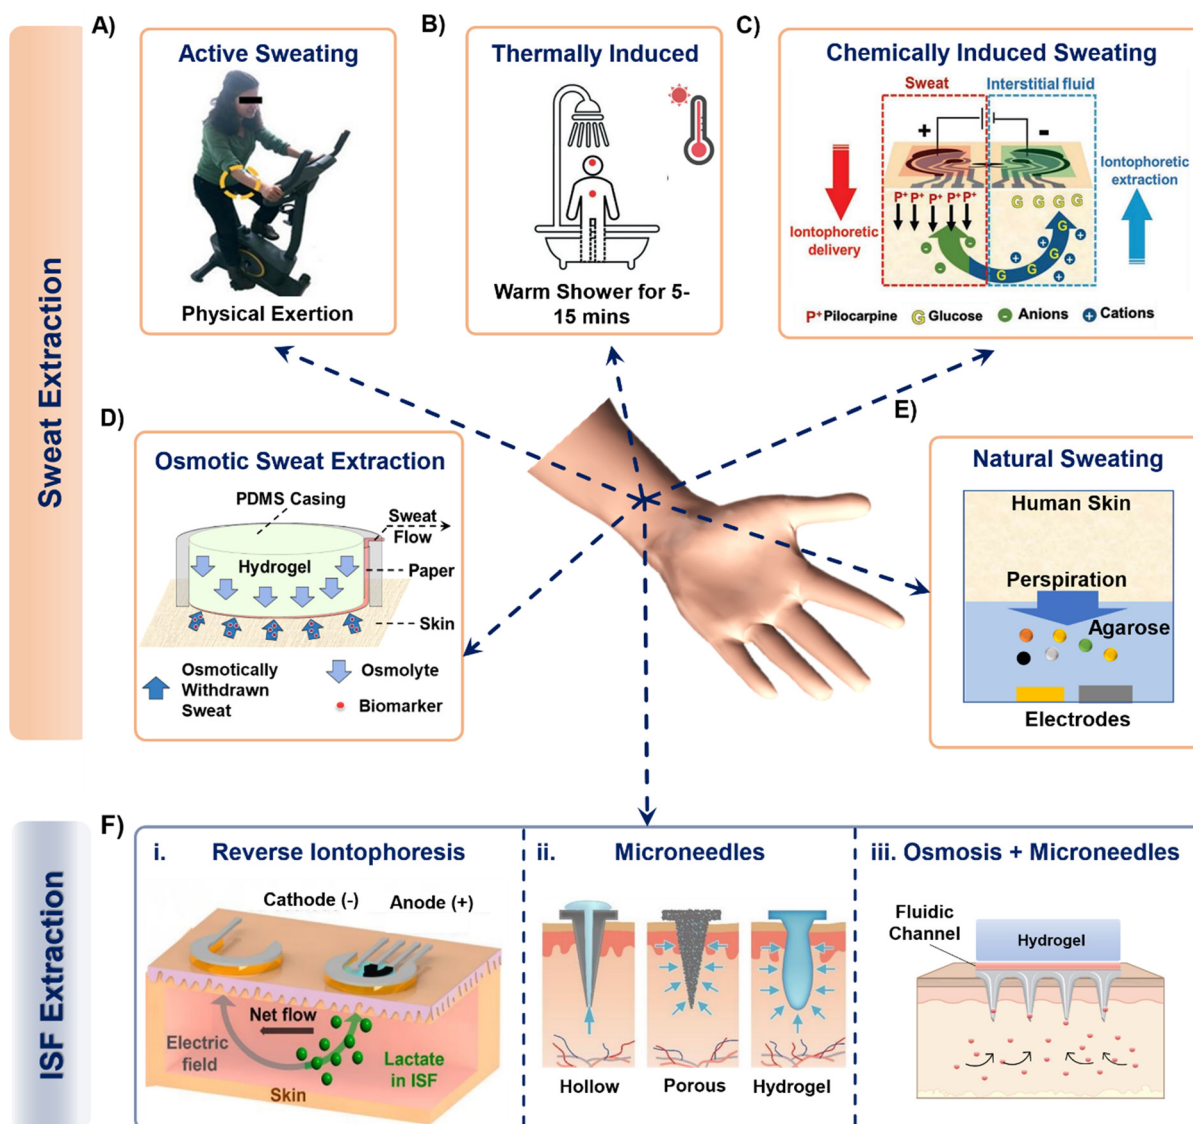 Sweat Extraction
A)
Active Sweating
Physical Exertion
B)
Thermally Induced
Warm Shower for 5-
15 mins
C)
Chemically Induced Sweating
Sweat
Interstitial fluid
+
-
Iontophoretic
delivery
Iontophoretic
extraction
P+ P+ P+ P+ P+
G G G G
G
G
G
G
- 
-
-
+
+
+
+
+
P+ Pilocarpine
G Glucose
- Anions
+ Cations
D)
Osmotic Sweat Extraction
PDMS Casing
Sweat
Flow
Hydrogel
Paper
Skin
Osmotically
Withdrawn
Sweat
Osmolyte
Biomarker
E)
Natural Sweating
Human Skin
Perspiration
Agarose
Electrodes
ISF Extraction
F)
i. Reverse Iontophoresis
Cathode (-)
Anode (+)
Net flow
Electric
field
Lactate
in ISF
Skin
ii. Microneedles
Hollow
Porous
Hydrogel
iii. Osmosis + Microneedles
Fluidic
Channel
Hydrogel